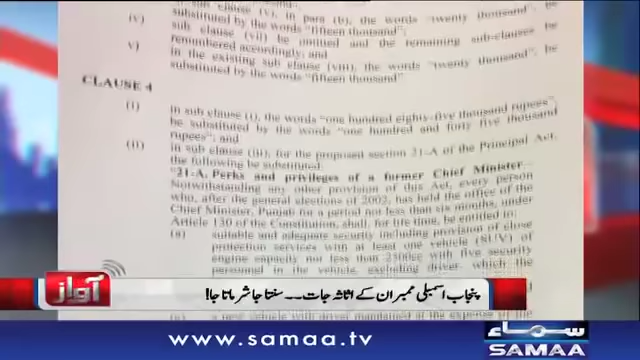 in sub clause (v), in para (b), the words "twenty thousand", be
(iv) substituted by the words "fifteen thousand";
sub clause (vii) be omitted and the remaining sub-clauses be
v) renumbered accordingly; and
in the existing sub clause (viii), the words "twenty thousand", be
substituted by the words "fifteen thousand"
CLAUSE 4
(i) in sub clause (i), the words "one hundred eighty-five thousand rupees"
be substituted by the words "one hundred and forty five thousand
rupees"; and
(ii) in sub clause (iii), for the proposed section 21-A of the Principal Act,
the following be substituted.
"21-A. Perks and privileges of a former Chief Minister.–
Notwithstanding any other provision of this Act, every person
who, after the general elections of 2002, has held the office of the
Chief Minister, Punjab for a period not less than six months, under
Article 130 of the Constitution, shall, for life time, be entitled to:
(a) suitable and adequate security including provision of close
protection services with at least one vehicle (SUV) of
engine capacity not less than 2500cc with five security
personnel in the vehicle, excluding driver, which the
آواز
پنجاب اسمبلی ممبران کے اثاثہ جات۔۔۔سنتا جا شرماتا جا!
a new vehicle with driver maintained at the expense of the
www.samaa.tv
سماء
SAMAA